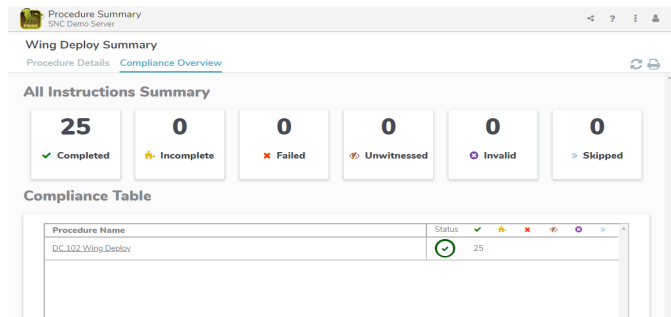 Procedure Summary
SNC Demo Server
Wing Deploy Summary
Procedure Details Compliance Overview
All Instructions Summary
25 0 0 0 0 0
Completed Incomplete Failed Unwitnessed Invalid Skipped
Compliance Table
Procedure Name Status
DC.102 Wing Deploy 25